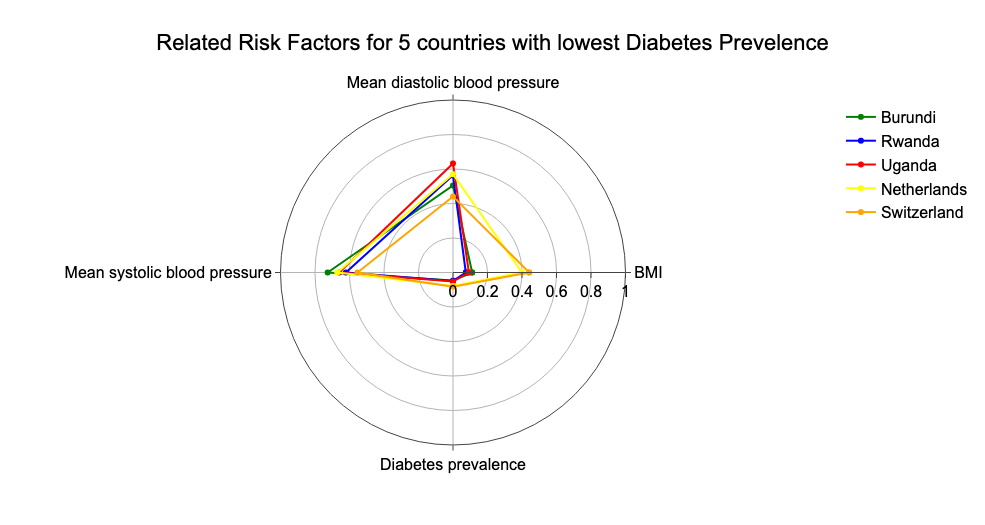 Related Risk Factors for 5 countries with lowest Diabetes Prevelence
Mean diastolic blood pressure
Burundi
Rwanda
Uganda
Netherlands
Switzerland
Mean systolic blood pressure
BMI
0 0.2 0.4 0.6 0.8 1
Diabetes prevalence